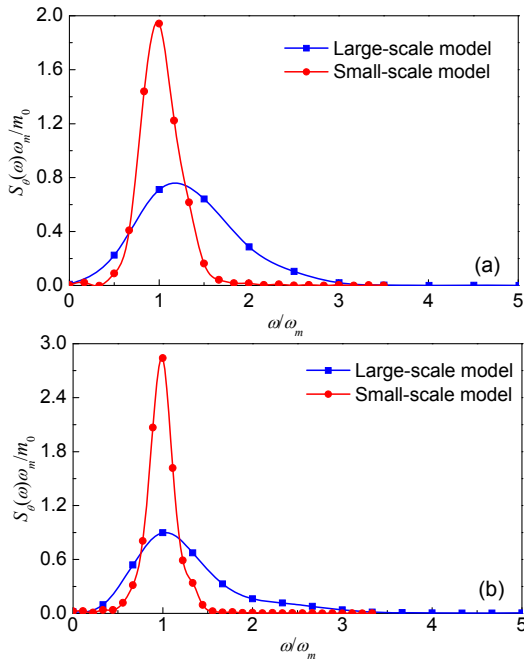 2.0
1.6
1.2
0.8
0.4
0.0
S_θ(ω)ω_m/m_0
Large-scale model
Small-scale model
(a)
0 1 2 3 4 5
ω/ω_m
3.0
2.4
1.8
1.2
0.6
0.0
S_θ(ω)ω_m/m_0
Large-scale model
Small-scale model
(b)
0 1 2 3 4 5
ω/ω_m